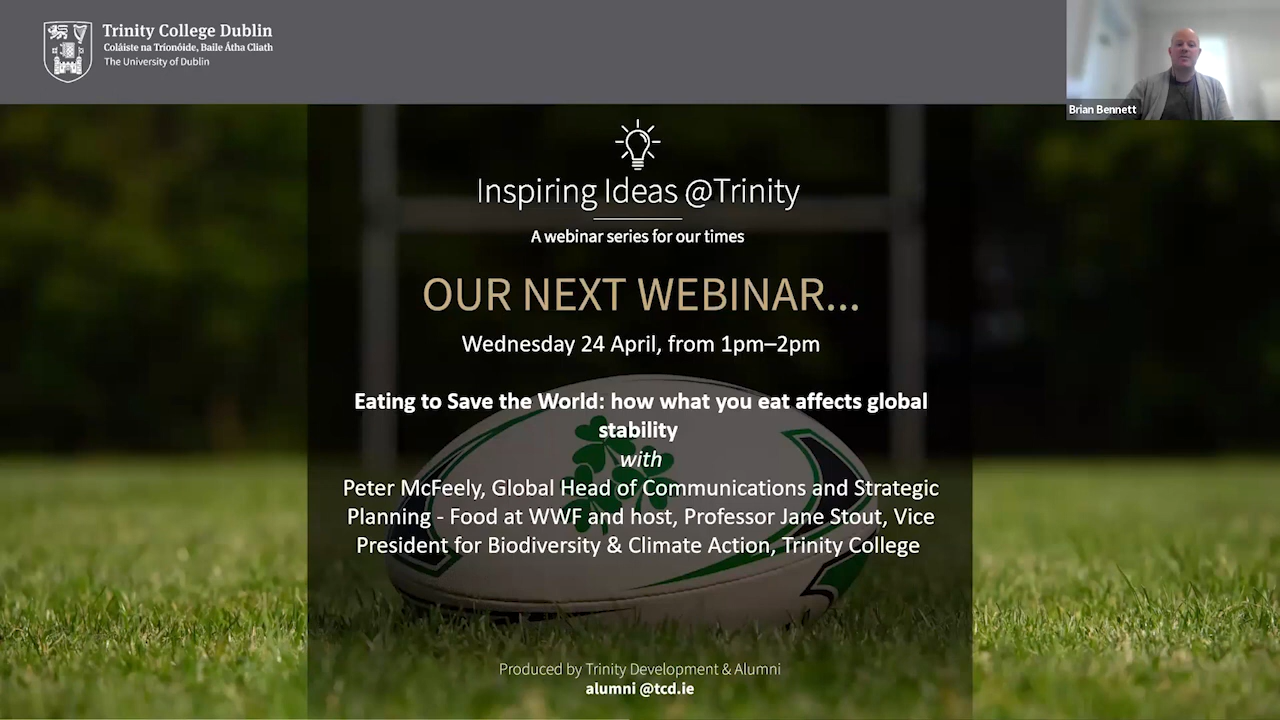 Trinity College Dublin
Coláiste na Tríonóide, Baile Átha Cliath
The University of Dublin
Brian Bennett
Inspiring Ideas @Trinity
A webinar series for our times
OUR NEXT WEBINAR...
Wednesday 24 April, from 1pm–2pm
Eating to Save the World: how what you eat affects global
stability
with
Peter McFeely, Global Head of Communications and Strategic
Planning - Food at WWF and host, Professor Jane Stout, Vice
President for Biodiversity & Climate Action, Trinity College
Produced by Trinity Development & Alumni
alumni @tcd.ie